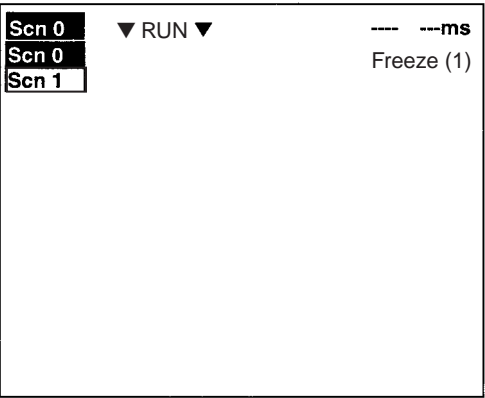 Scn 0 ▼ RUN ▼ ---- ---ms
Scn 0 Freeze (1)
Scn 1